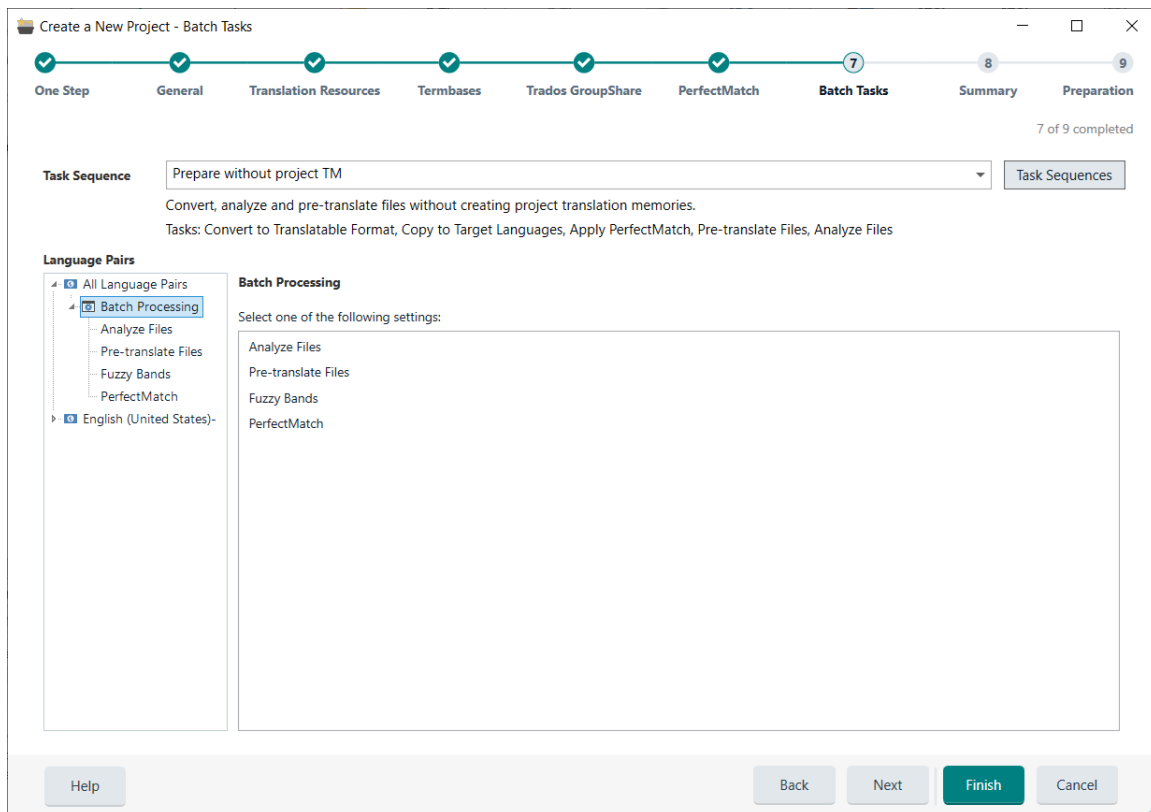 Create a New Project - Batch Tasks
7 8 9
One Step General Translation Resources Termbases Trados GroupShare PerfectMatch Batch Tasks Summary Preparation
7 of 9 completed
Task Sequence Prepare without project TM Task Sequences
Convert, analyze and pre-translate files without creating project translation memories.
Tasks: Convert to Translatable Format, Copy to Target Languages, Apply PerfectMatch, Pre-translate Files, Analyze Files
Language Pairs
All Language Pairs
Batch Processing
Analyze Files
Pre-translate Files
Fuzzy Bands
PerfectMatch
English (United States)-
Batch Processing
Select one of the following settings:
Analyze Files
Pre-translate Files
Fuzzy Bands
PerfectMatch
Help Back Next Finish Cancel